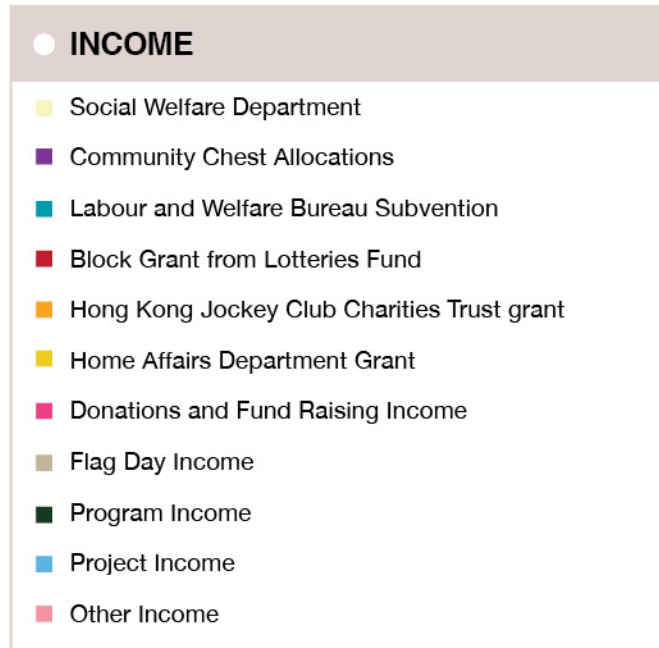 INCOME
Social Welfare Department
Community Chest Allocations
Labour and Welfare Bureau Subvention
Block Grant from Lotteries Fund
Hong Kong Jockey Club Charities Trust grant
Home Affairs Department Grant
Donations and Fund Raising Income
Flag Day Income
Program Income
Project Income
Other Income